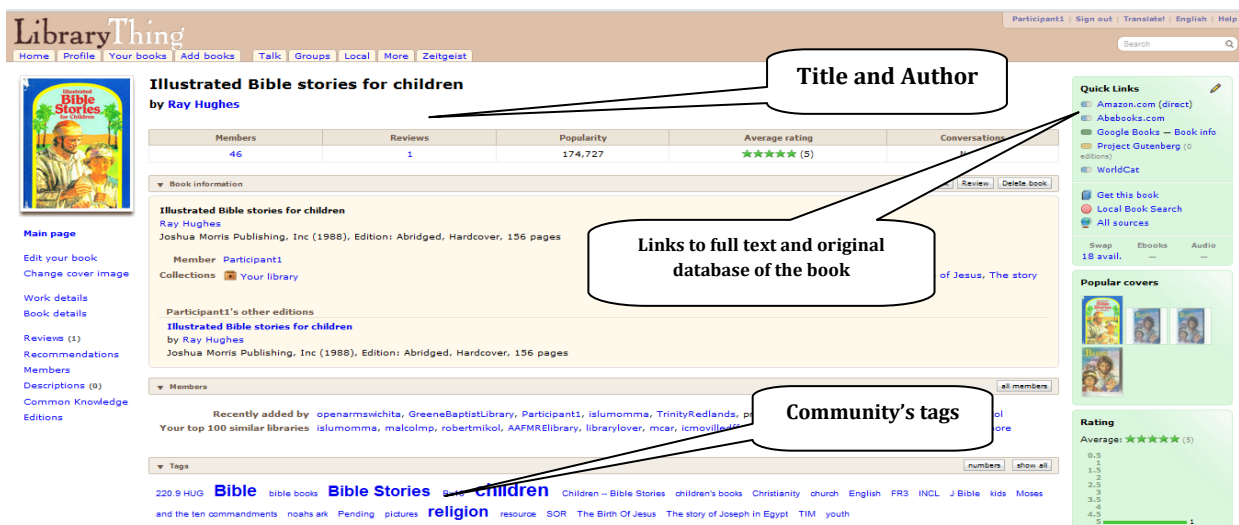 Participant1 | Sign out | Translate! | English | Help
LibraryThing
Search
Home Profile Your books Add books Talk Groups Local More Zeitgeist
Illustrated Bible Stories for Children
Illustrated Bible stories for children
by Ray Hughes
Title and Author
Members Reviews Popularity Average rating Conversations
46 1 174,727 (5)
Book information
Review Delete book
Illustrated Bible stories for children
Ray Hughes
Joshua Morris Publishing, Inc (1988), Edition: Abridged, Hardcover, 156 pages
Member Participant1
Collections Your library
of Jesus, The story
Links to full text and original
database of the book
Participant1's other editions
Illustrated Bible stories for children
by Ray Hughes
Joshua Morris Publishing, Inc (1988), Edition: Abridged, Hardcover, 156 pages
Members
all members
Recently added by openarmswichita, GreeneBaptistLibrary, Participant1, islumomma, TrinityRedlands,
Your top 100 similar libraries islumomma, malcolmp, robertmikol, AAFMRElibrary, librarylover, mcar,
Community's tags
Tags
numbers show all
220.9 HUG Bible bible books Bible Stories children Children -- Bible Stories children's books Christianity church English FR3 INCL J Bible kids Moses
and the ten commandments noahs ark Pending pictures religion resource SOR The Birth Of Jesus The story of Joseph in Egypt TIM youth
Main page
Edit your book
Change cover image
Work details
Book details
Reviews (1)
Recommendations
Members
Descriptions (0)
Common Knowledge
Editions
Quick Links
Amazon.com (direct)
Abebooks.com
Google Books — Book info
Project Gutenberg (0
editions)
WorldCat
Get this book
Local Book Search
All sources
Swap Ebooks Audio
18 avail. — —
Popular covers
Rating
Average: (5)
0.5
1
1.5
2
2.5
3
3.5
4
4.5
5 1